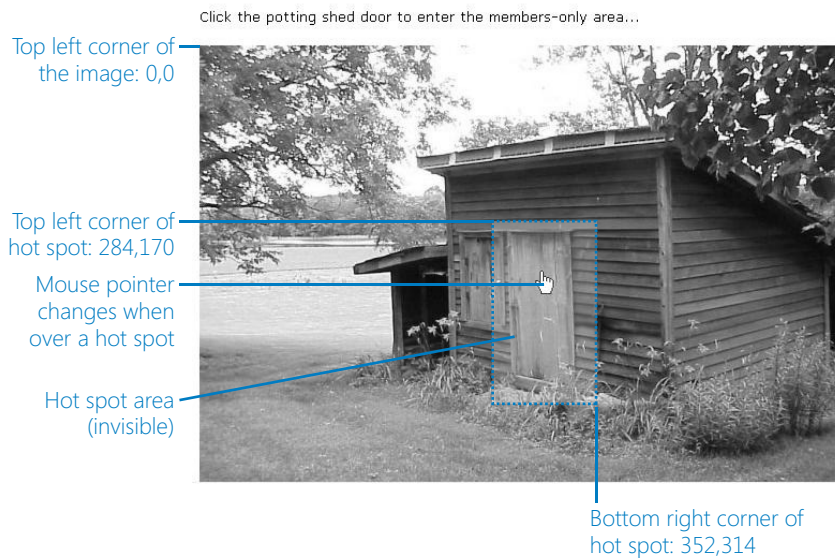 Click the potting shed door to enter the members-only area...
Top left corner of
the image: 0,0
Top left corner of
hot spot: 284,170
Mouse pointer
changes when
over a hot spot
Hot spot area
(invisible)
Bottom right corner of
hot spot: 352,314